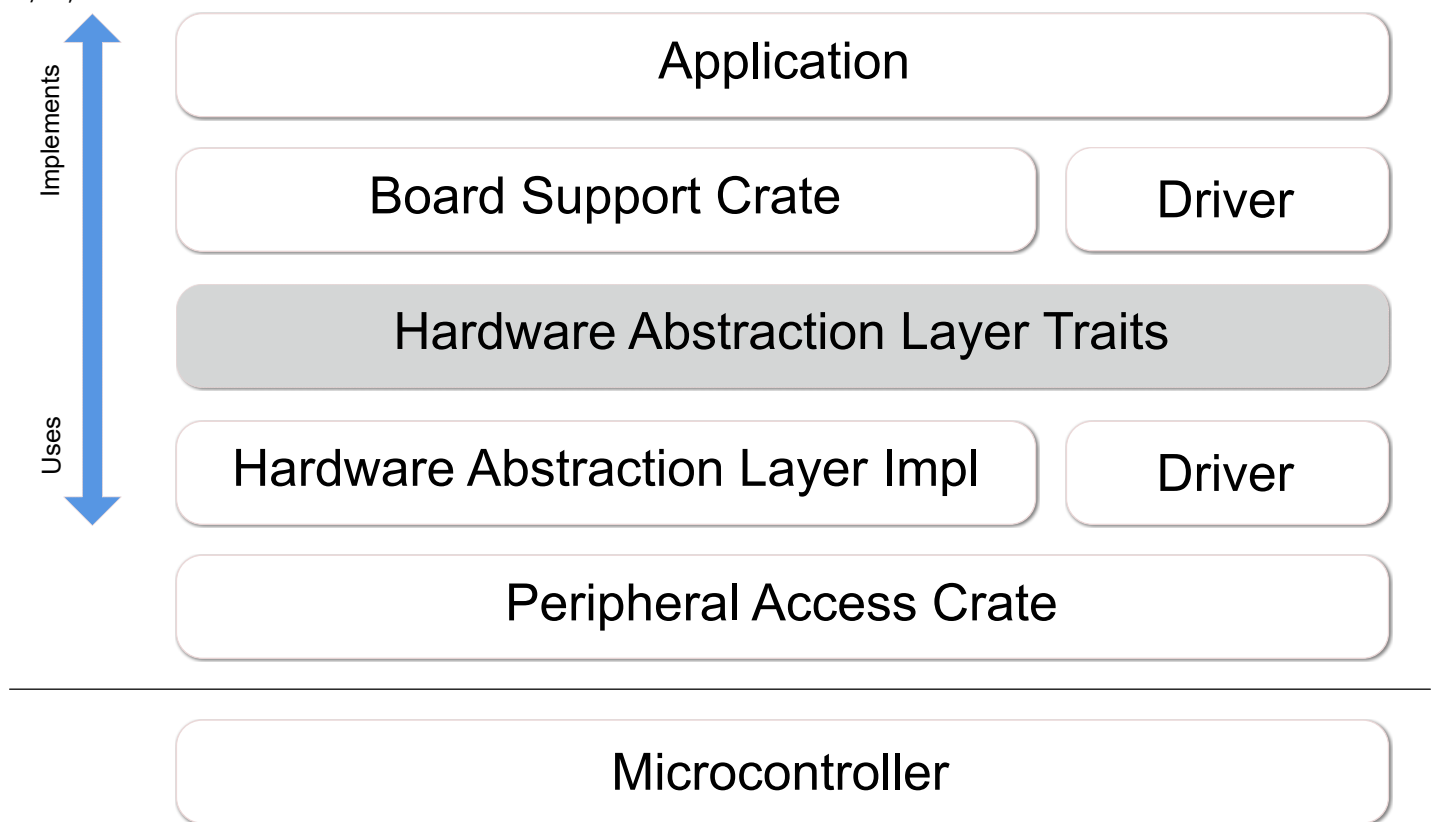 Implements
Application
Board Support Crate
Driver
Hardware Abstraction Layer Traits
Uses
Hardware Abstraction Layer Impl
Driver
Peripheral Access Crate
Microcontroller